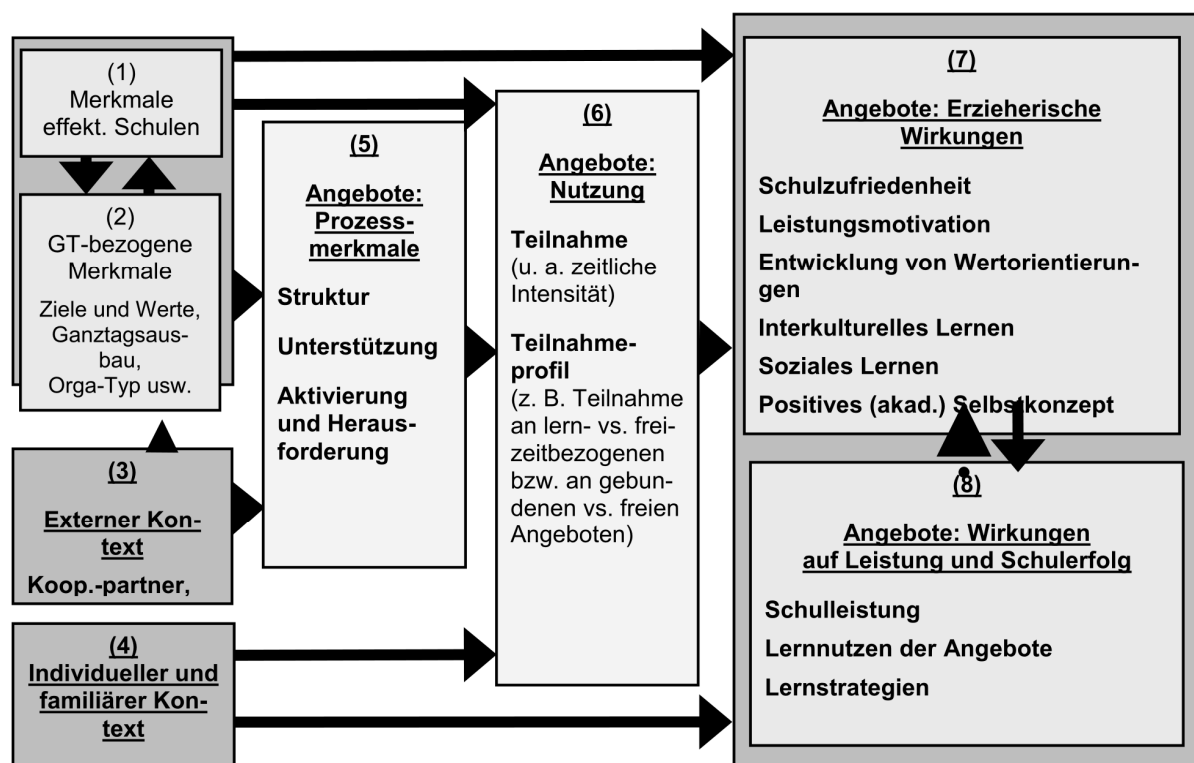 (1)
Merkmale
effekt. Schulen
(2)
GT-bezogene
Merkmale
Ziele und Werte,
Ganztagsaus-
bau,
Orga-Typ usw.
(3)
Externer Kon-
text
Koop.-partner,
(4)
Individueller und
familiärer Kon-
text
(5)
Angebote:
Prozess-
merkmale
Struktur
Unterstützung
Aktivierung
und Heraus-
forderung
(6)
Angebote:
Nutzung
Teilnahme
(u. a. zeitliche
Intensität)
Teilnahme-
profil
(z. B. Teilnahme
an lern- vs. frei-
zeitbezogenen
bzw. an gebun-
denen vs. freien
Angeboten)
(7)
Angebote: Erzieherische
Wirkungen
Schulzufriedenheit
Leistungsmotivation
Entwicklung von Wertorientierun-
gen
Interkulturelles Lernen
Soziales Lernen
Positives (akad.) Selbstkonzept
(8)
Angebote: Wirkungen
auf Leistung und Schulerfolg
Schulleistung
Lernnutzen der Angebote
Lernstrategien